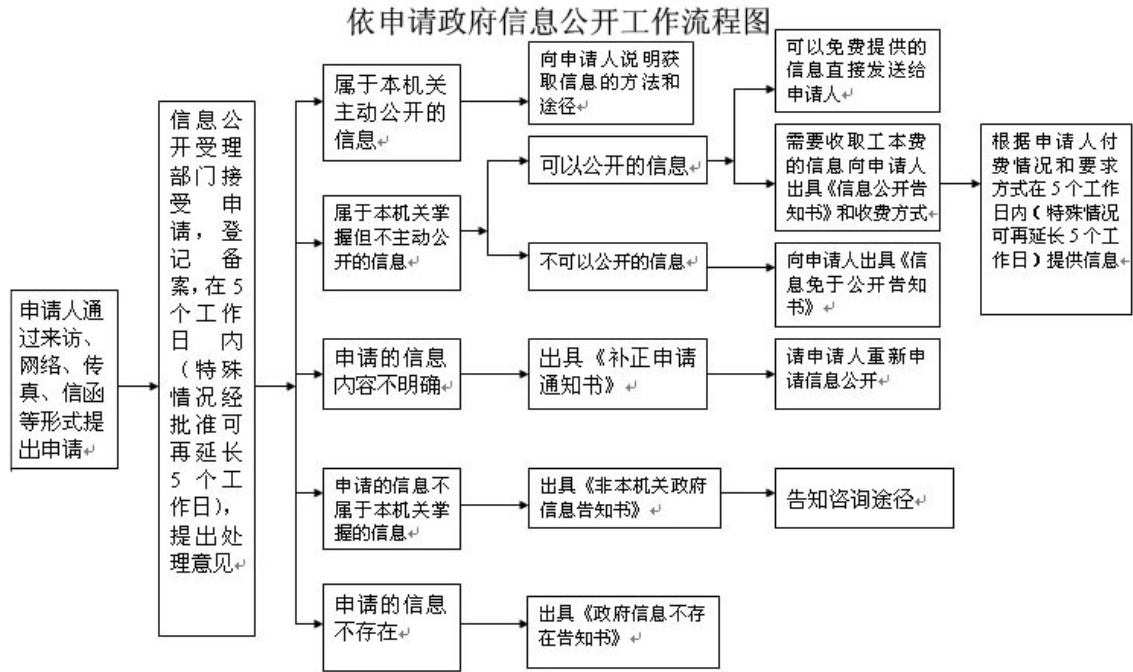 依申请政府信息公开工作流程图
申请人通
过来访、
网络、传
真、信函
等形式提
出申请
信息公
开受理
部门接
受申
请，登
记备
案，在5
个工作
日内
（特殊
情况经
批准可
再延长
5个工
作日），
提出处
理意见
属于本机关
主动公开的
信息
向申请人说明获
取信息的方法和
途径
属于本机关掌
握但不主动公
开的信息
可以公开的信息
可以免费提供的
信息直接发送给
申请人
需要收取工本费
的信息向申请人
出具《信息公开告
知书》和收费方式
根据申请人付
费情况和要求
方式在5个工作
日内（特殊情况
可再延长5个工
作日）提供信息
不可以公开的信息
向申请人出具《信
息免于公开告知
书》
申请的信息
内容不明确
出具《补正申请
通知书》
请申请人重新申
请信息公开
申请的信息不
属于本机关掌
握的信息
出具《非本机关政府
信息告知书》
告知咨询途径
申请的信息
不存在
出具《政府信息不存
在告知书》